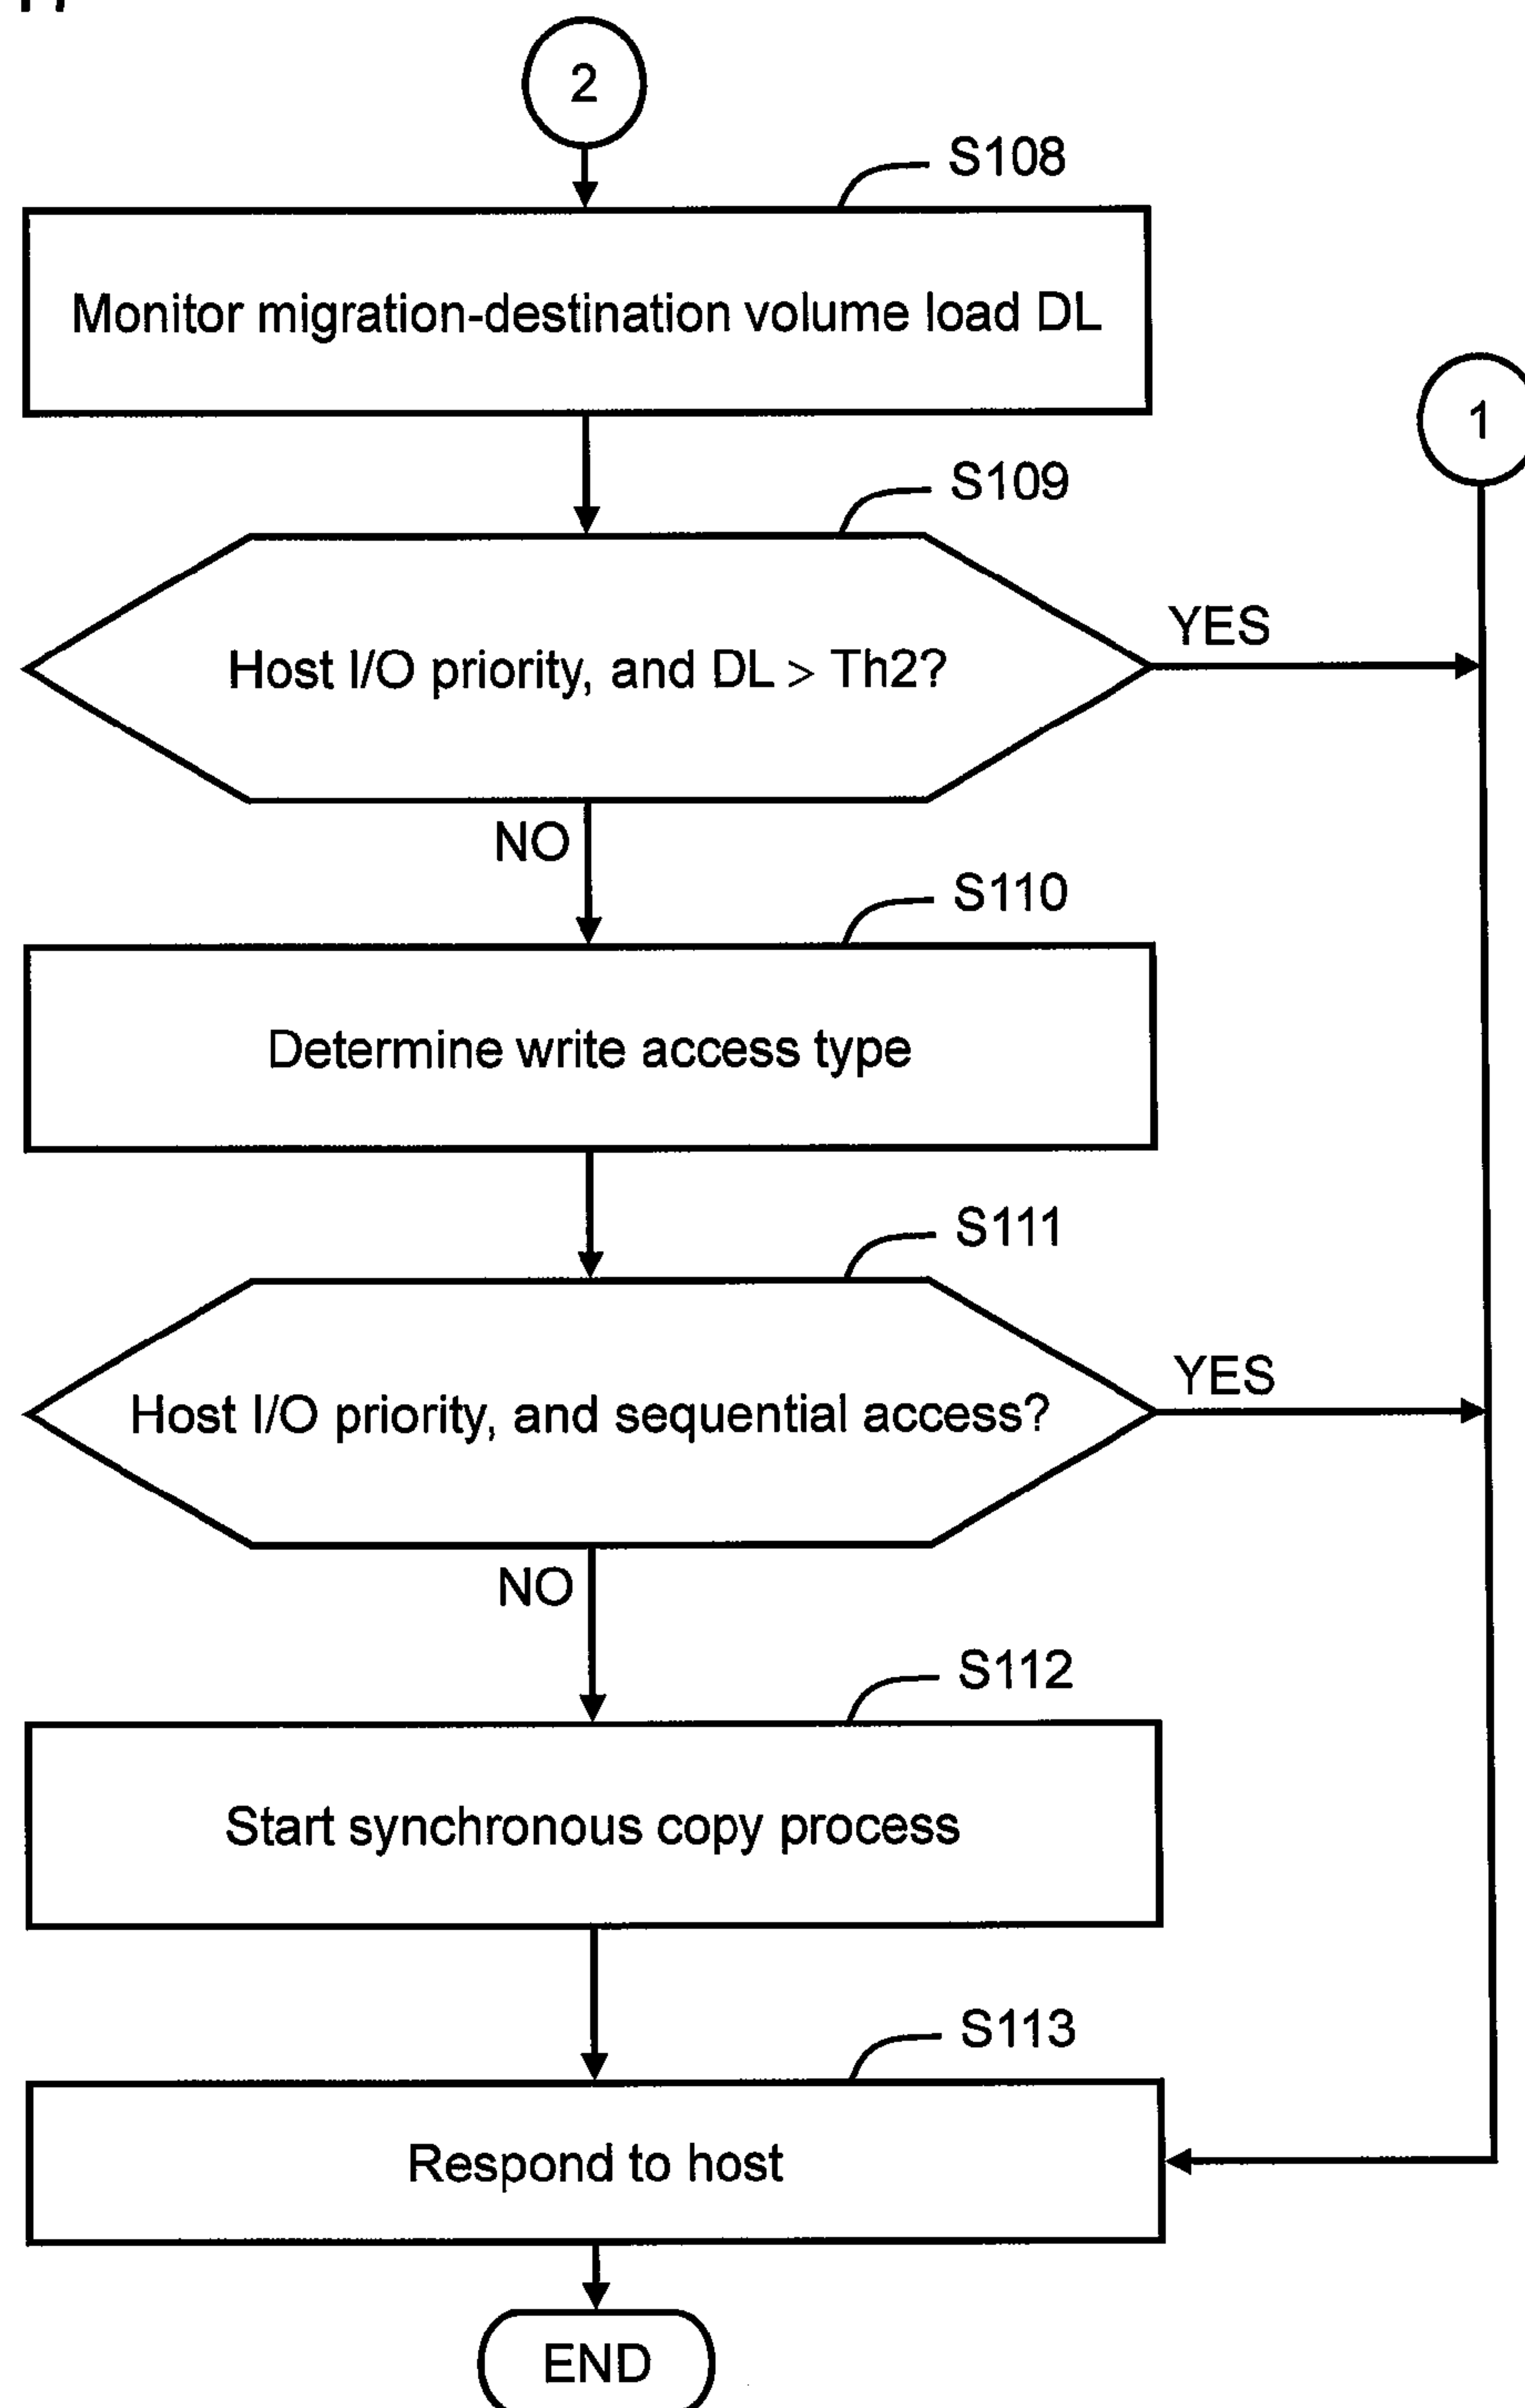 2
S108
Monitor migration-destination volume load DL
1
S109
Host I/O priority, and DL > Th2?
YES
NO
S110
Determine write access type
S111
Host I/O priority, and sequential access?
YES
NO
S112
Start synchronous copy process
S113
Respond to host
END